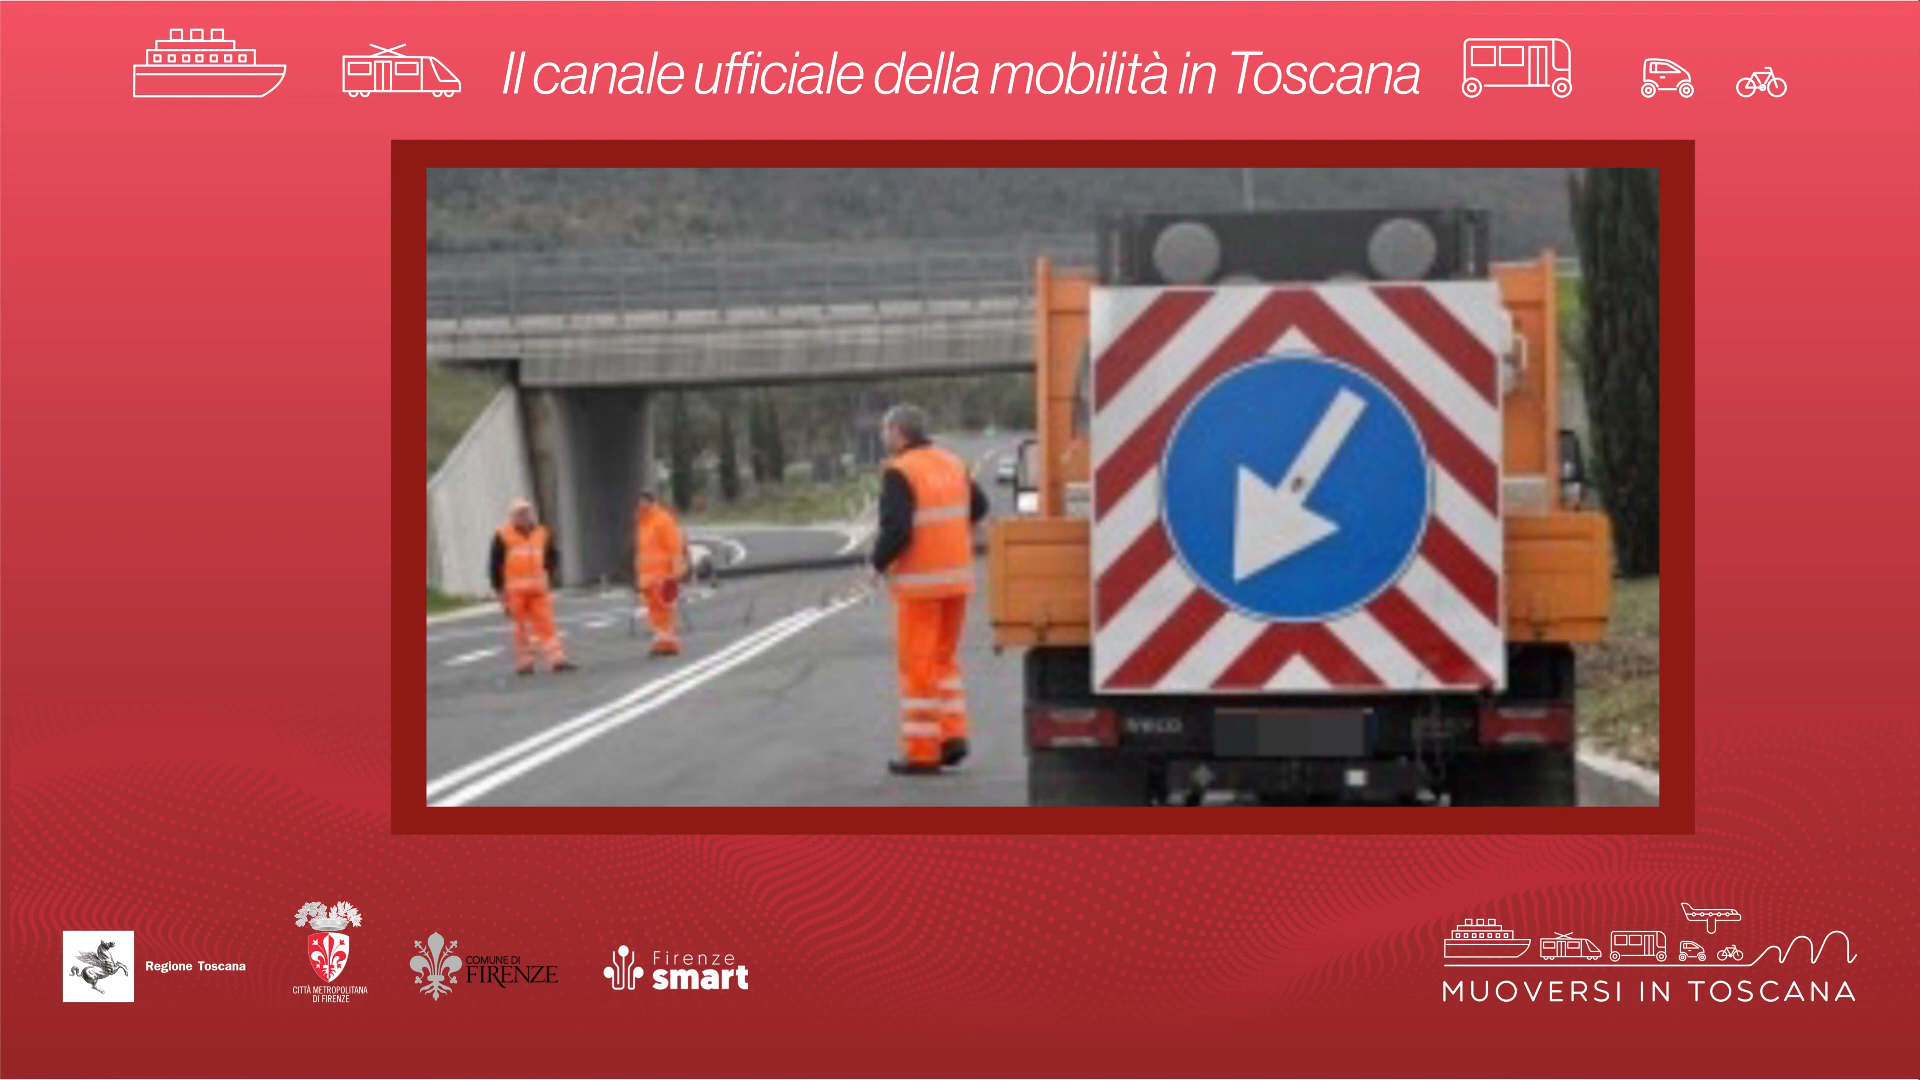 Il canale ufficiale della mobilità in Toscana
IVECO
Regione Toscana
CITTÀ METROPOLITANA
DI FIRENZE
COMUNE DI
FIRENZE
Firenze
smart
MUOVERSI IN TOSCANA